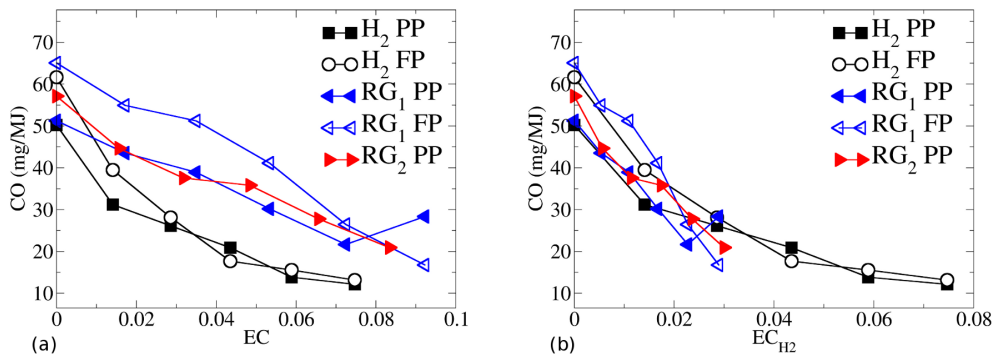 70
60
50
40
30
20
10
CO (mg/MJ)
H2 PP
H2 FP
RG1 PP
RG1 FP
RG2 PP
0 0.02 0.04 0.06 0.08 0.1
(a) EC
70
60
50
40
30
20
10
CO (mg/MJ)
H2 PP
H2 FP
RG1 PP
RG1 FP
RG2 PP
0 0.02 0.04 0.06 0.08
(b) ECH2